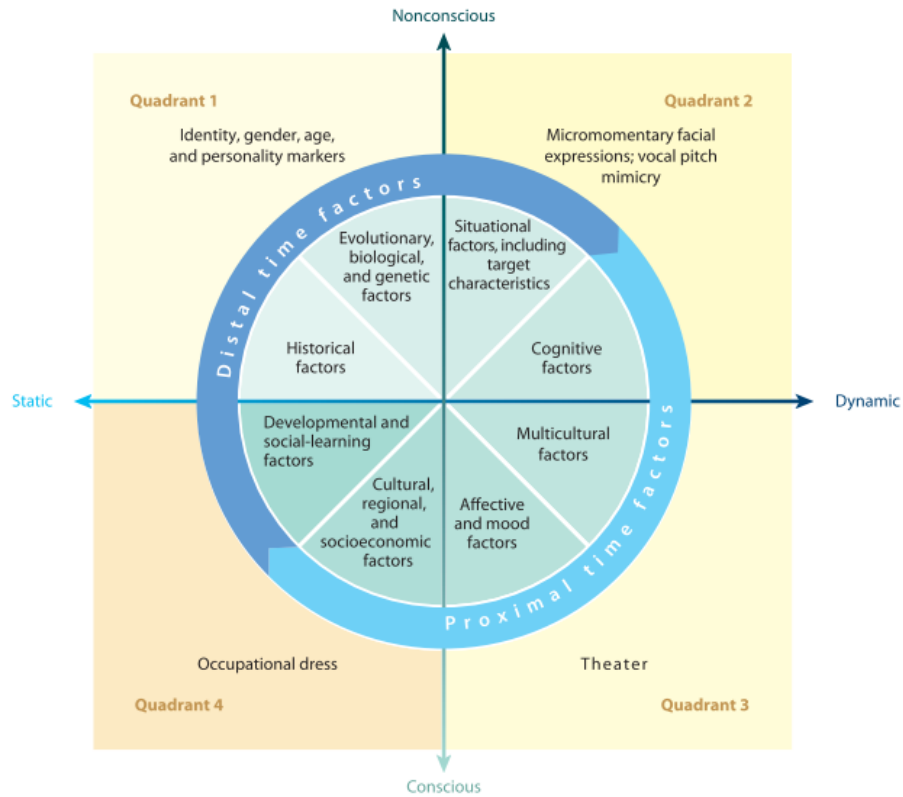 Nonconscious
Quadrant 1
Quadrant 2
Identity, gender, age,
and personality markers
Micromomentary facial
expressions; vocal pitch
mimicry
Distal time factors
Evolutionary,
biological,
and genetic
factors
Situational
factors, including
target
characteristics
Historical
factors
Cognitive
factors
Static
Dynamic
Developmental and
social-learning
factors
Multicultural
factors
Cultural,
regional,
and
socioeconomic
factors
Affective
and mood
factors
Proximal time factors
Occupational dress
Theater
Quadrant 4
Quadrant 3
Conscious